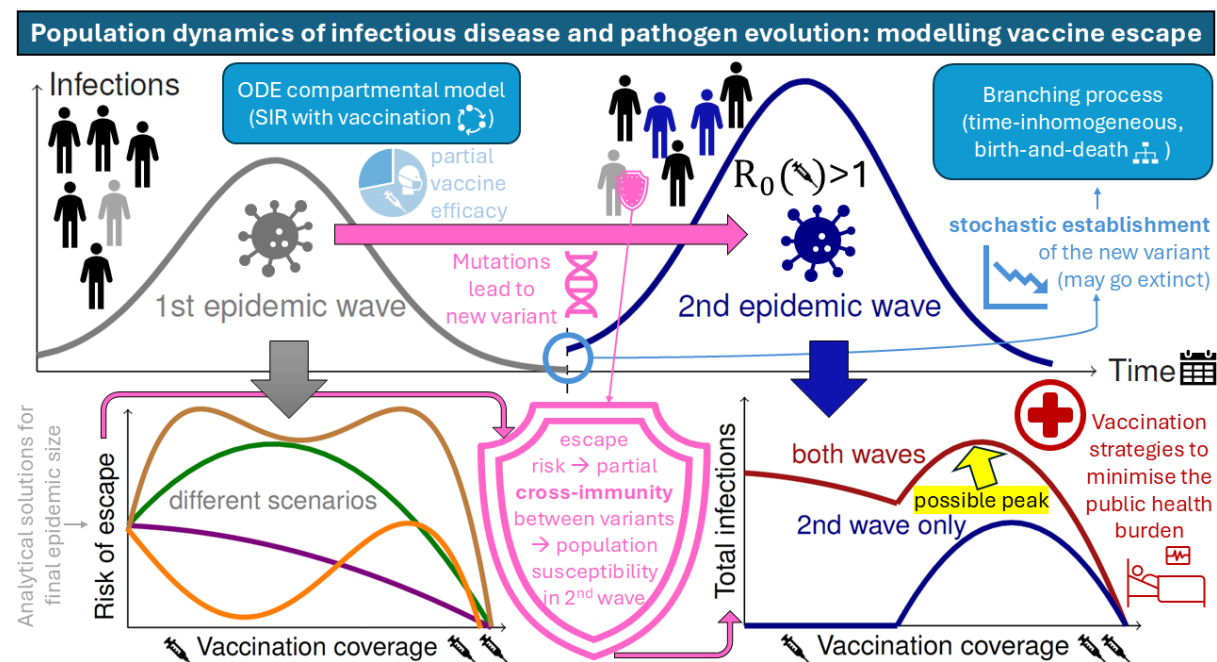 Population dynamics of infectious disease and pathogen evolution: modelling vaccine escape
Infections
ODE compartmental model
(SIR with vaccination )
partial
vaccine
efficacy
Branching process
(time-inhomogeneous,
birth-and-death )
R₀()>1
stochastic establishment
of the new variant
(may go extinct)
Mutations
lead to
new variant
1st epidemic wave
2nd epidemic wave
Time
Analytical solutions for
final epidemic size
Risk of escape
different scenarios
Vaccination coverage
escape
risk → partial
cross-immunity
between variants
→ population
susceptibility
in 2nd wave
Total infections
both waves
possible peak
2nd wave only
Vaccination coverage
Vaccination
strategies to
minimise the
public health
burden